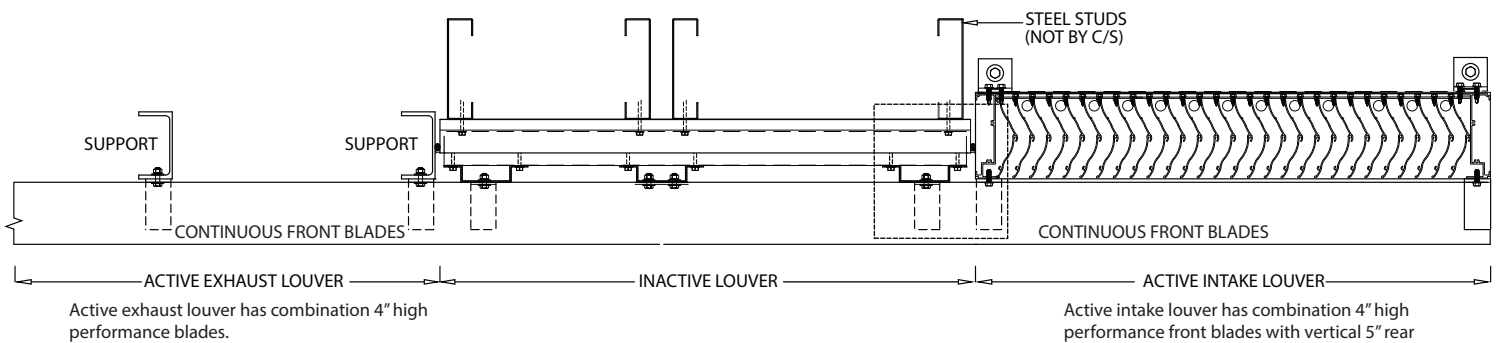 STEEL STUDS
(NOT BY C/S)
SUPPORT
SUPPORT
CONTINUOUS FRONT BLADES
CONTINUOUS FRONT BLADES
ACTIVE EXHAUST LOUVER
INACTIVE LOUVER
ACTIVE INTAKE LOUVER
Active exhaust louver has combination 4” high
performance blades.
Active intake louver has combination 4” high
performance front blades with vertical 5” rear